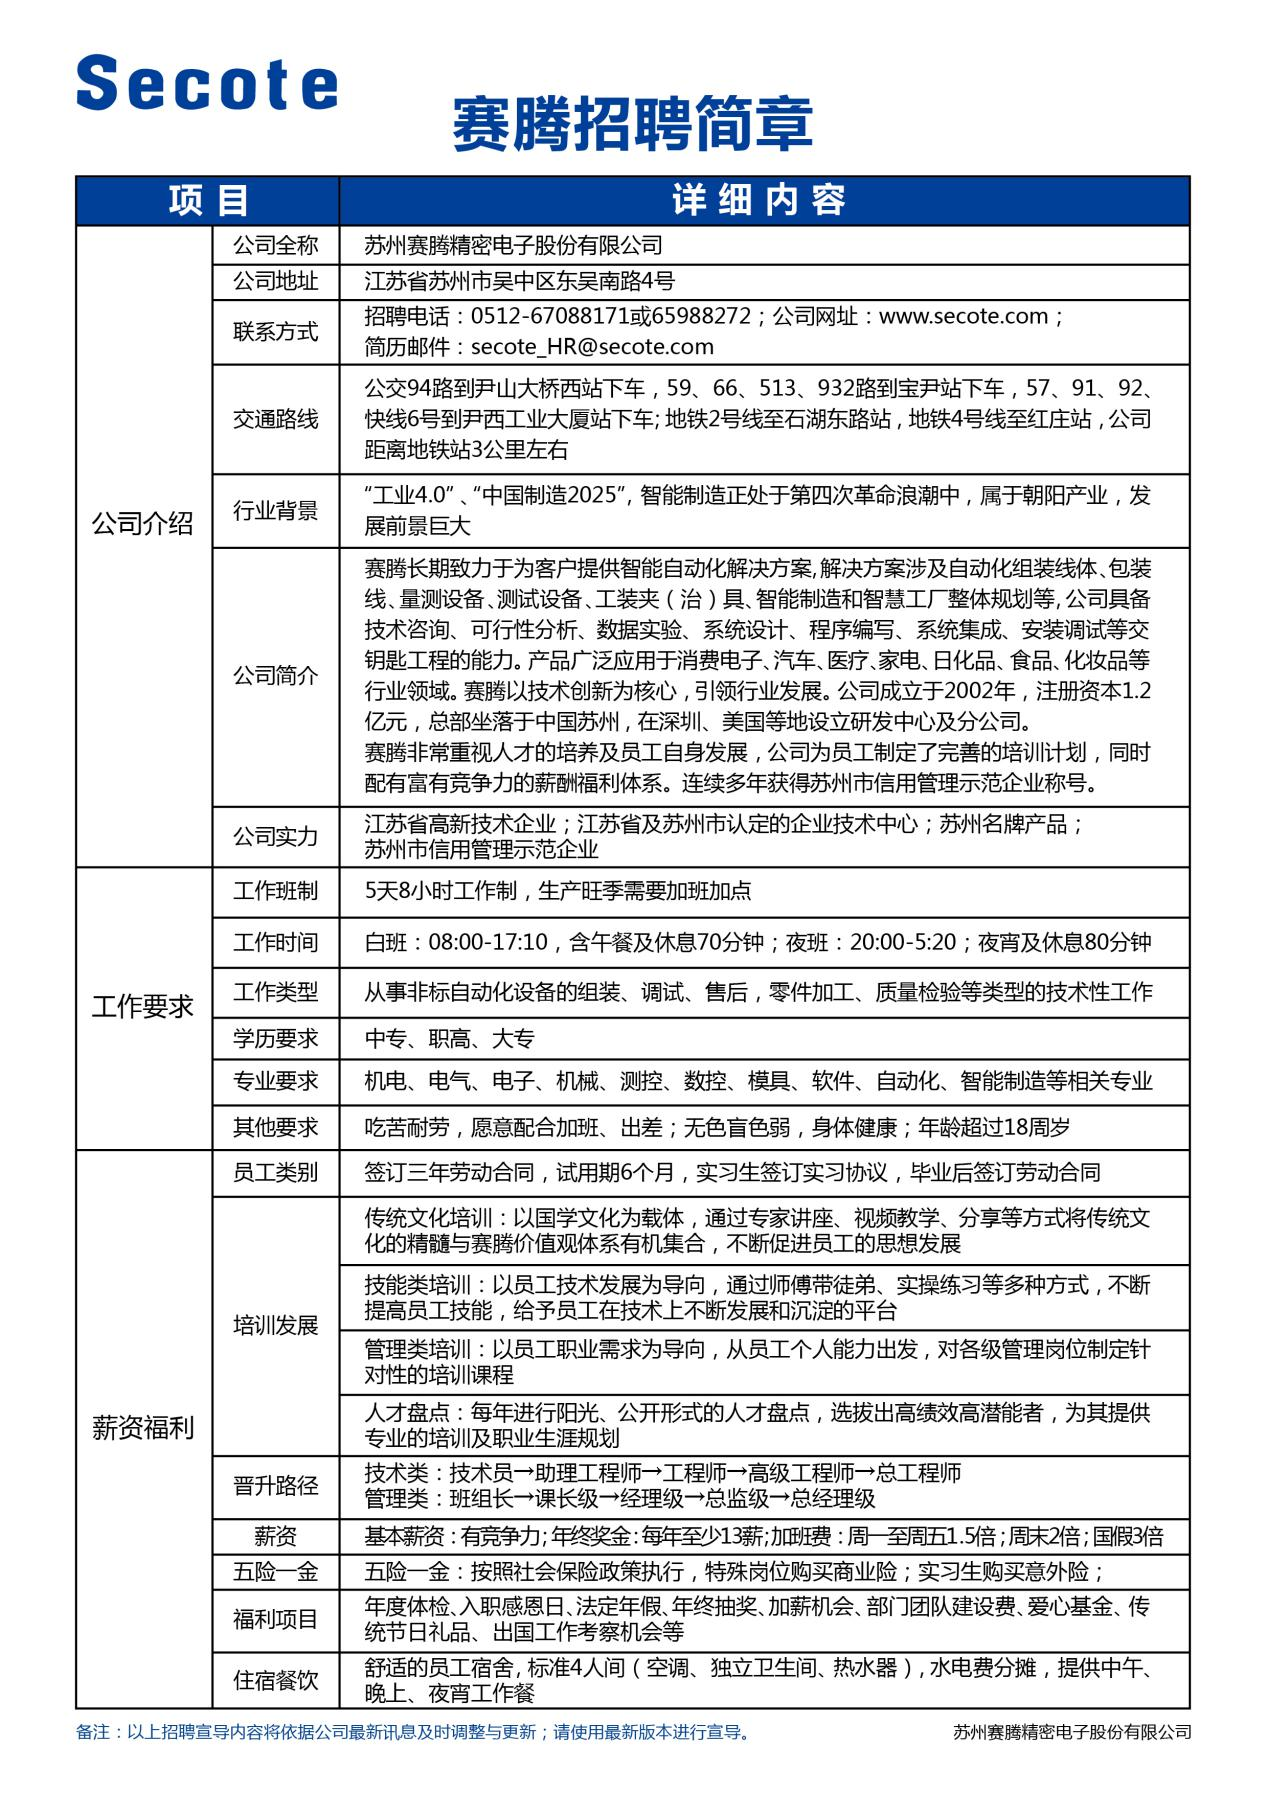 Secote
赛腾招聘简章
项 目
详 细 内 容
公司介绍
公司全称
苏州赛腾精密电子股份有限公司
公司地址
江苏省苏州市吴中区东吴南路4号
联系方式
招聘电话：0512-67088171或65988272；公司网址：www.secote.com；
简历邮件：secote_HR@secote.com
交通路线
公交94路到尹山大桥西站下车，59、66、513、932路到宝尹站下车，57、91、92、
快线6号到尹西工业大厦站下车；地铁2号线至石湖东路站，地铁4号线至红庄站，公司
距离地铁站3公里左右
行业背景
“工业4.0”、“中国制造2025”，智能制造正处于第四次革命浪潮中，属于朝阳产业，发
展前景巨大
公司简介
赛腾长期致力于为客户提供智能自动化解决方案，解决方案涉及自动化组装线体、包装
线、量测设备、测试设备、工装夹（治）具、智能制造和智慧工厂整体规划等，公司具备
技术咨询、可行性分析、数据实验、系统设计、程序编写、系统集成、安装调试等交
钥匙工程的能力。产品广泛应用于消费电子、汽车、医疗、家电、日化品、食品、化妆品等
行业领域。赛腾以技术创新为核心，引领行业发展。公司成立于2002年，注册资本1.2
亿元，总部坐落于中国苏州，在深圳、美国等地设立研发中心及分公司。
赛腾非常重视人才的培养及员工自身发展，公司为员工制定了完善的培训计划，同时
配有富有竞争力的薪酬福利体系。连续多年获得苏州市信用管理示范企业称号。
公司实力
江苏省高新技术企业；江苏省及苏州市认定的企业技术中心；苏州名牌产品；
苏州市信用管理示范企业
工作要求
工作班制
5天8小时工作制，生产旺季需要加班加点
工作时间
白班：08:00-17:10，含午餐及休息70分钟；夜班：20:00-5:20；夜宵及休息80分钟
工作类型
从事非标自动化设备的组装、调试、售后，零件加工、质量检验等类型的技术性工作
学历要求
中专、职高、大专
专业要求
机电、电气、电子、机械、测控、数控、模具、软件、自动化、智能制造等相关专业
其他要求
吃苦耐劳，愿意配合加班、出差；无色盲色弱，身体健康；年龄超过18周岁
薪资福利
员工类别
签订三年劳动合同，试用期6个月，实习生签订实习协议，毕业后签订劳动合同
培训发展
传统文化培训：以国学文化为载体，通过专家讲座、视频教学、分享等方式将传统文
化的精髓与赛腾价值观体系有机集合，不断促进员工的思想发展
技能类培训：以员工技术发展为导向，通过师傅带徒弟、实操练习等多种方式，不断
提高员工技能，给予员工在技术上不断发展和沉淀的平台
管理类培训：以员工职业需求为导向，从员工个人能力出发，对各级管理岗位制定针
对性的培训课程
人才盘点：每年进行阳光、公开形式的人才盘点，选拔出高绩效高潜能者，为其提供
专业的培训及职业生涯规划
晋升路径
技术类：技术员→助理工程师→工程师→高级工程师→总工程师
管理类：班组长→课长级→经理级→总监级→总经理级
薪资
基本薪资：有竞争力；年终奖金：每年至少13薪；加班费：周一至周五1.5倍；周末2倍；国假3倍
五险一金
五险一金：按照社会保险政策执行，特殊岗位购买商业险；实习生购买意外险；
福利项目
年度体检、入职感恩日、法定年假、年终抽奖、加薪机会、部门团队建设费、爱心基金、传
统节日礼品、出国工作考察机会等
住宿餐饮
舒适的员工宿舍，标准4人间（空调、独立卫生间、热水器），水电费分摊，提供中午、
晚上、夜宵工作餐
备注：以上招聘宣导内容将依据公司最新讯息及时调整与更新；请使用最新版本进行宣导。
苏州赛腾精密电子股份有限公司